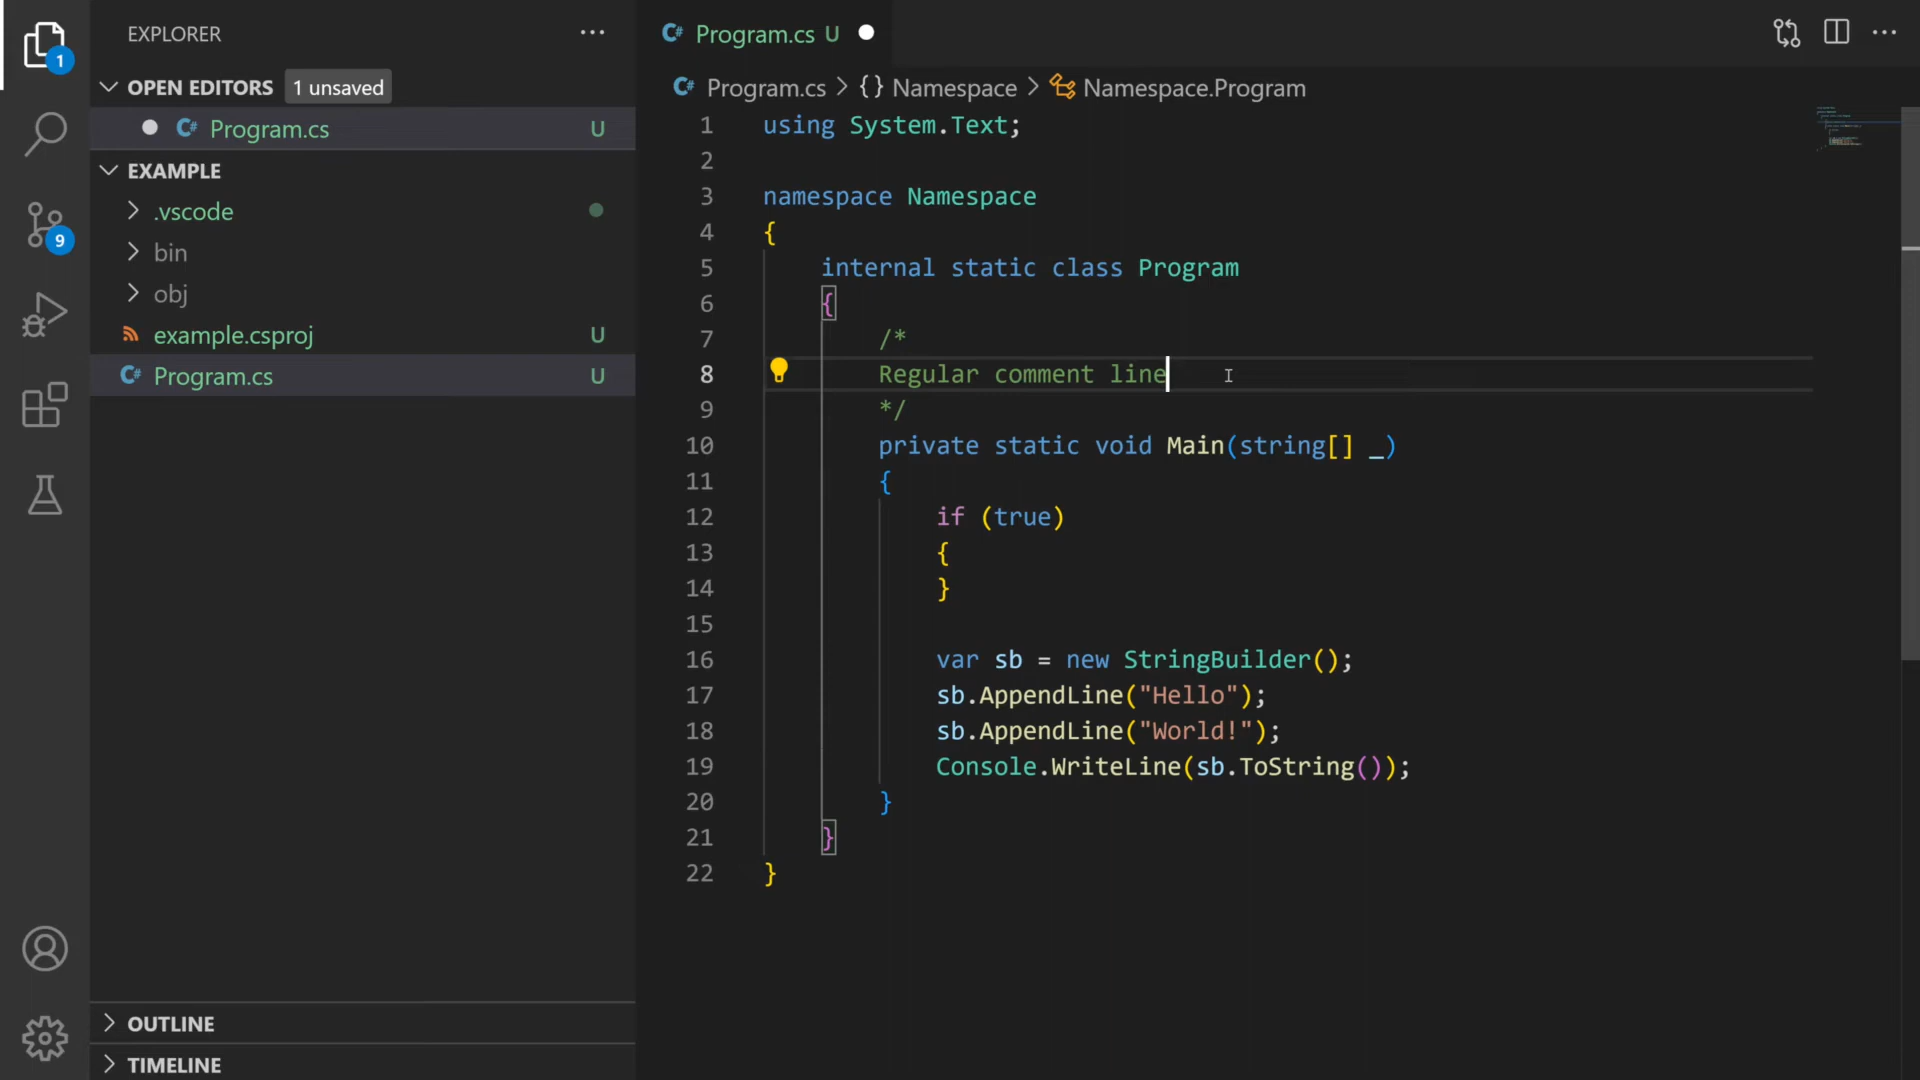 EXPLORER
OPEN EDITORS 1 unsaved
Program.cs U
EXAMPLE
.vscode
bin
obj
example.csproj U
Program.cs U
OUTLINE
TIMELINE
1
9
Program.cs U
Program.cs > {} Namespace > Namespace.Program
1 using System.Text;
2
3 namespace Namespace
4 {
5 internal static class Program
6 {
7 /*
8 Regular comment line
9 */
10 private static void Main(string[] _)
11 {
12 if (true)
13 {
14 }
15
16 var sb = new StringBuilder();
17 sb.AppendLine("Hello");
18 sb.AppendLine("World!");
19 Console.WriteLine(sb.ToString());
20 }
21 }
22 }